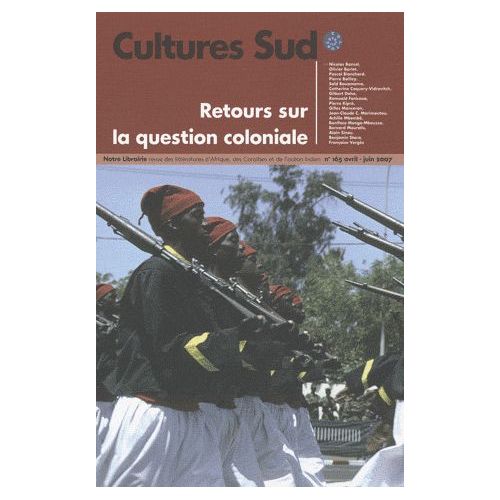 Cultures Sud
Nicolas Bancel,
Olivier Barlet,
Pascal Blanchard,
Pierre Boilley,
Saïd Bouamama,
Catherine Coquery-Vidrovitch,
Gilbert Doho,
Romuald Fonkoua,
Pierre Kipré,
Gilles Manceron,
Jean-Claude C. Marimoutou,
Achille Mbembé,
Boniface Mongo-Mboussa,
Bernard Mouralis,
Alain Sinou,
Benjamin Stora,
Françoise Vergès
Retours sur
la question coloniale
Notre Librairie revue des littératures d'Afrique, des Caraïbes et de l'océan Indien n° 165 avril - juin 2007